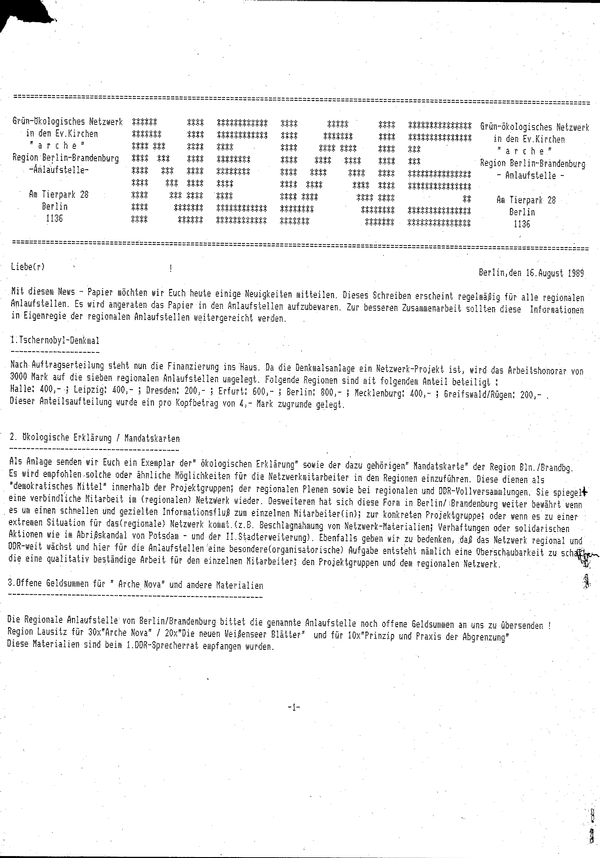 Grün-ökologisches Netzwerk
in den Ev.Kirchen
" a r c h e "
Region Berlin-Brandenburg
-Anlaufstelle-
Am Tierpark 28
Berlin
1136
NEWS
Grün-ökologisches Netzwerk
in den Ev.Kirchen
" a r c h e "
Region Berlin-Brandenburg
- Anlaufstelle -
Am Tierpark 28
Berlin
1136
Liebe(r) !
Berlin,den 16.August 1989
Mit diesem News - Papier möchten wir Euch heute einige Neuigkeiten mitteilen. Dieses Schreiben erscheint regelmäßig für alle regionalen
Anlaufstellen. Es wird angeraten das Papier in den Anlaufstellen aufzubevaren. Zur besseren Zusammenarbeit sollten diese Informationen
in Eigenregie der regionalen Anlaufstellen weitergereicht werden.
1.Tschernobyl-Denkmal
Nach Auftragserteilung steht nun die Finanzierung ins Haus. Da die Denkmalsanlage ein Netzwerk-Projekt ist, wird das Arbeitshonorar von
3000 Mark auf die sieben regionalen Anlaufstellen umgelegt. Folgende Regionen sind mit folgendem Anteil beteiligt :
Halle: 400,- ; Leipzig: 400,- ; Dresden: 200,- ; Erfurt: 600,- ; Berlin: 800,- ; Mecklenburg: 400,- ; Greifswald/Rügen: 200,- .
Dieser Anteilsaufteilung wurde ein pro Kopfbetrag von 4,- Mark zugrunde gelegt.
2. Ökologische Erklärung / Mandatskarten
Als Anlage senden wir Euch ein Exemplar der" ökologischen Erklärung" sowie der dazu gehörigen" Mandatskarte" der Region Bln./Brandbg.
Es wird empfohlen solche oder ähnliche Möglichkeiten für die Netzwerkmitarbeiter in den Regionen einzuführen. Diese dienen als
"demokratisches Mittel" innerhalb der Projektgruppen; der regionalen Plenen sowie bei regionalen und DDR-Vollversammlungen. Sie spiegelt
eine verbindliche Mitarbeit im (regionalen) Netzwerk wieder. Desweiteren hat sich diese Form in Berlin/ Brandenburg weiter bewährt wenn
es um einen schnellen und gezielten Informationsfluß zum einzelnen Mitarbeiter(in); zur konkreten Projektgruppe; oder wenn es zu einer
extremen Situation für das(regionale) Netzwerk kommt.(z.B. Beschlagnahmung von Netzwerk-Materialien; Verhaftungen oder solidarischen
Aktionen wie im Abrißskandal von Potsdam - und der II.Stadterweiterung). Ebenfalls geben wir zu bedenken, daß das Netzwerk regional und
DDR-weit wächst und hier für die Anlaufstellen eine besondere(organisatorische) Aufgabe entsteht nämlich eine Überschaubarkeit zu schaffen
die eine qualitativ beständige Arbeit für den einzelnen Mitarbeiter; den Projektgruppen und dem regionalen Netzwerk.
3.Offene Geldsummen für " Arche Nova" und andere Materialien
Die Regionale Anlaufstelle von Berlin/Brandenburg bittet die genannte Anlaufstelle noch offene Geldsummen an uns zu übersenden !
Region Lausitz für 30x"Arche Nova" / 20x"Die neuen Weißenseer Blätter" und für 10x"Prinzip und Praxis der Abgrenzung"
Diese Materialien sind beim 1.DDR-Sprecherrat empfangen wurden.
-1-